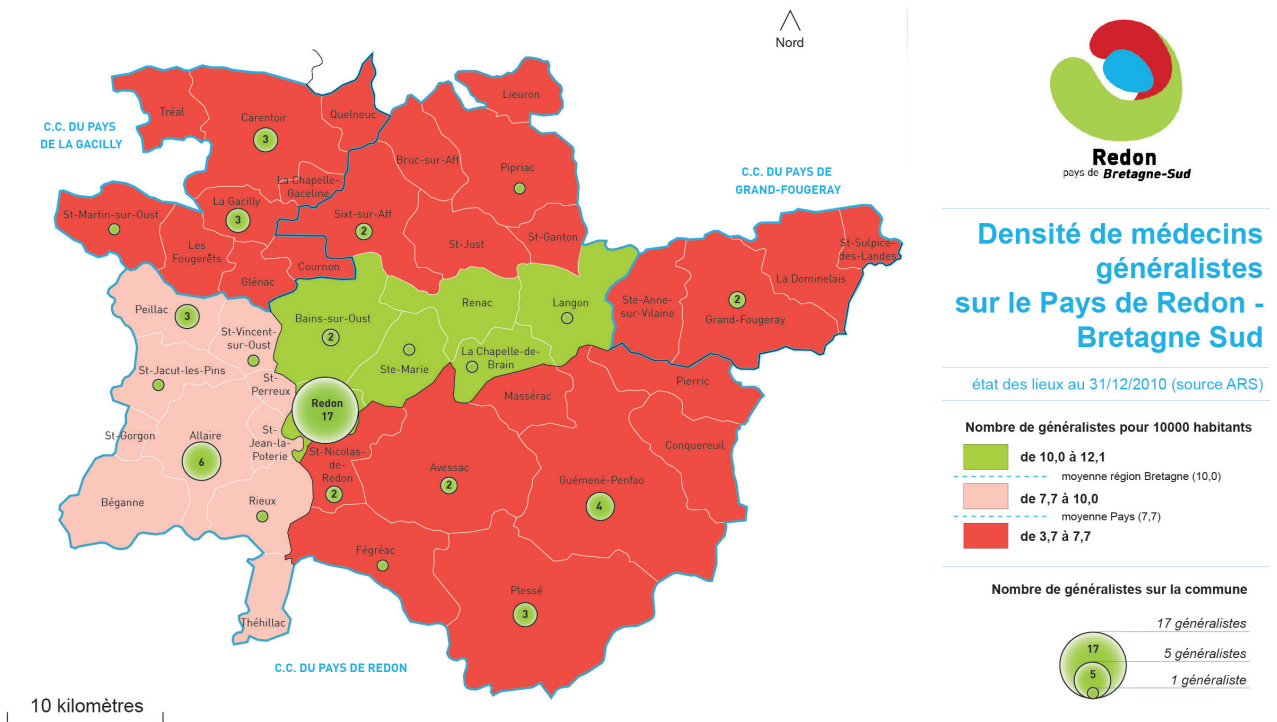 Nord
Lieuron
Tréal
Carentoir
3
Quelneuc
C.C. DU PAYS
DE LA GACILLY
Bruc-sur-Aff
Pipriac
La Chapelle-
Gaceline
C.C. DU PAYS DE
GRAND-FOUGERAY
La Gacilly
3
St-Martin-sur-Oust
Sixt-sur-Aff
2
St-Just
St-Ganton
Les
Fougerêts
Cournon
Glénac
St-Sulpice-
des-Landes
La Dominelais
Ste-Anne-
sur-Vilaine
2
Grand-Fougeray
Peillac
3
Renac
Langon
Bains-sur-Oust
2
St-Vincent-
sur-Oust
La Chapelle-de-
Brain
Ste-Marie
St-Jacut-les-Pins
St-
Perreux
Pierric
Massérac
Redon
17
St-Gorgon
Allaire
6
St-
Jean-la-
Poterie
Conquereuil
St-Nicolas-
de-
Redon
2
Avessac
2
Guémené-Penfao
4
Béganne
Rieux
Fégréac
Plessé
3
Théhillac
C.C. DU PAYS DE REDON
10 kilomètres
Redon
pays de Bretagne-Sud
Densité de médecins
généralistes
sur le Pays de Redon -
Bretagne Sud
état des lieux au 31/12/2010 (source ARS)
Nombre de généralistes pour 10000 habitants
de 10,0 à 12,1
moyenne région Bretagne (10,0)
de 7,7 à 10,0
moyenne Pays (7,7)
de 3,7 à 7,7
Nombre de généralistes sur la commune
17 généralistes
17
5 généralistes
5
1 généraliste